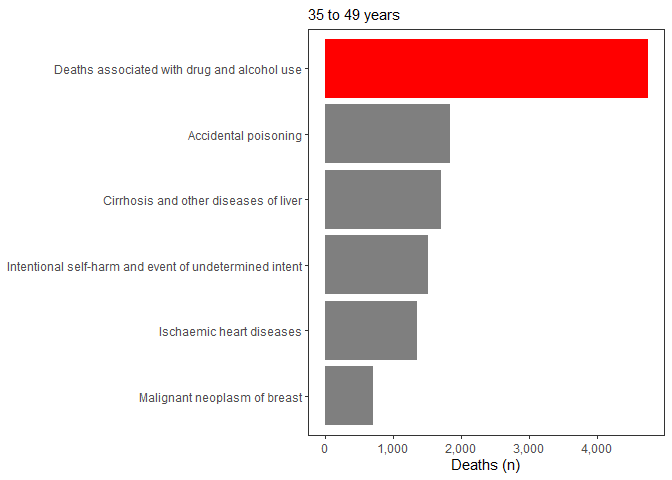 35 to 49 years
Deaths associated with drug and alcohol use
Accidental poisoning
Cirrhosis and other diseases of liver
Intentional self-harm and event of undetermined intent
Ischaemic heart diseases
Malignant neoplasm of breast
0 1,000 2,000 3,000 4,000
Deaths (n)